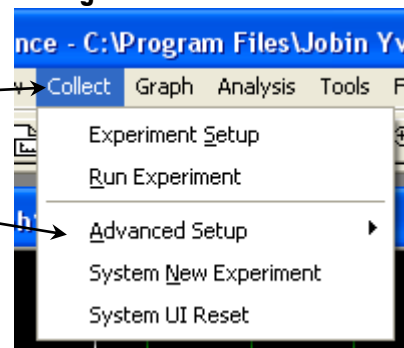 nce - C:\Program Files\Jobin Yv
Collect Graph Analysis Tools F
Experiment Setup
Run Experiment
Advanced Setup
System New Experiment
System UI Reset